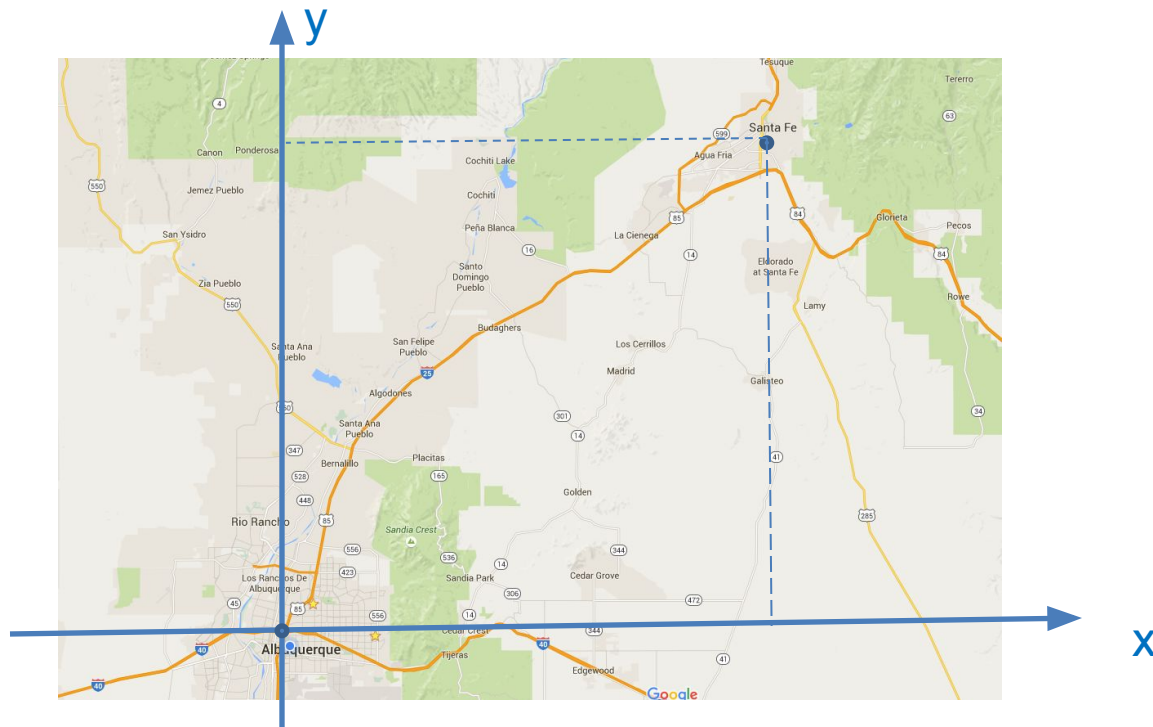 y
Tesuque
Tererro
4
63
Santa Fe
599
Canon
Ponderosa
Agua Fria
Cochiti Lake
550
Jemez Pueblo
Cochiti
85
84
Glorieta
Pecos
Peña Blanca
San Ysidro
La Cienega
16
14
84
Santo
Domingo
Pueblo
Eldorado
at Santa Fe
Zia Pueblo
Rowe
550
Lamy
Budaghers
San Felipe
Pueblo
Los Cerrillos
Santa Ana
Pueblo
25
Madrid
Galisteo
Algodones
550
34
301
Santa Ana
Pueblo
14
347
Bernalillo
Placitas
41
165
528
Golden
448
Rio Rancho
85
285
Sandia Crest
556
344
536
14
423
Sandia Park
Cedar Grove
Los Ranchos De
Albuquerque
306
45
85
472
556
14
Cedar Crest
344
Albuquerque
40
Tijeras
40
41
Edgewood
40
Google
x